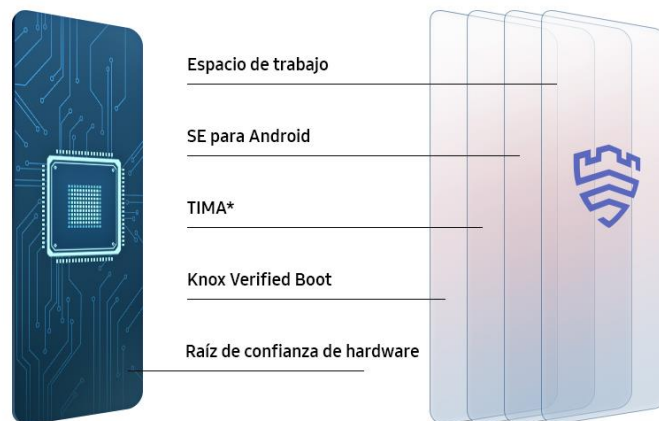 Espacio de trabajo
SE para Android
TIMA*
Knox Verified Boot
Raíz de confianza de hardware